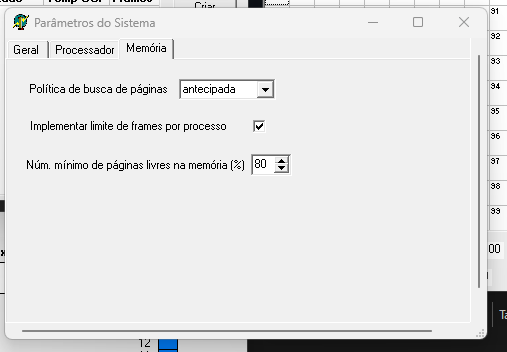 Criar
Parâmetros do Sistema
Geral
Processador
Memória
Política de busca de páginas
antecipada
Implementar limite de frames por processo
Núm. mínimo de páginas livres na memória (%)
80
91
92
93
94
95
96
97
98
99
00
12